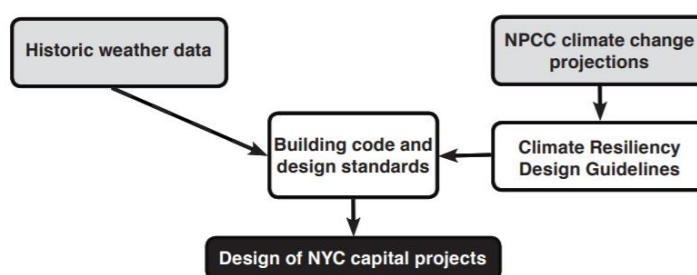 Historic weather data
NPCC climate change
projections
Building code and
design standards
Climate Resiliency
Design Guidelines
Design of NYC capital projects